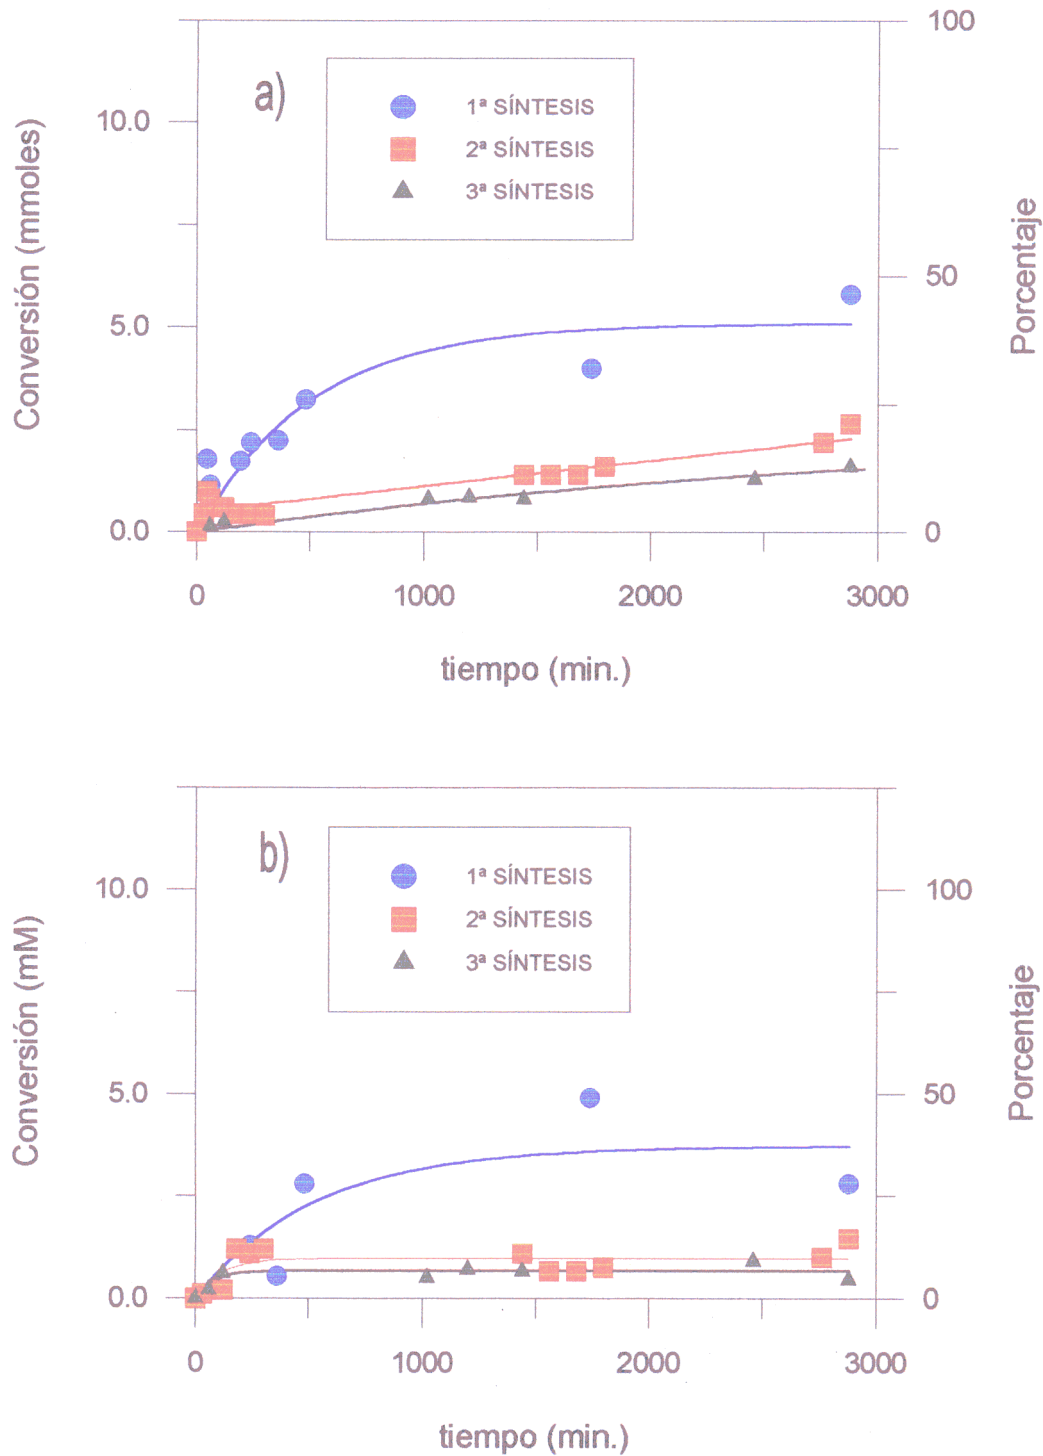 100
a)
1ª SÍNTESIS
2ª SÍNTESIS
3ª SÍNTESIS
10.0
5.0
0.0
50
0
Conversión (mmoles)
Porcentaje
0 1000 2000 3000
tiempo (min.)
b)
1ª SÍNTESIS
2ª SÍNTESIS
3ª SÍNTESIS
10.0
5.0
0.0
100
50
0
Conversión (mM)
Porcentaje
0 1000 2000 3000
tiempo (min.)